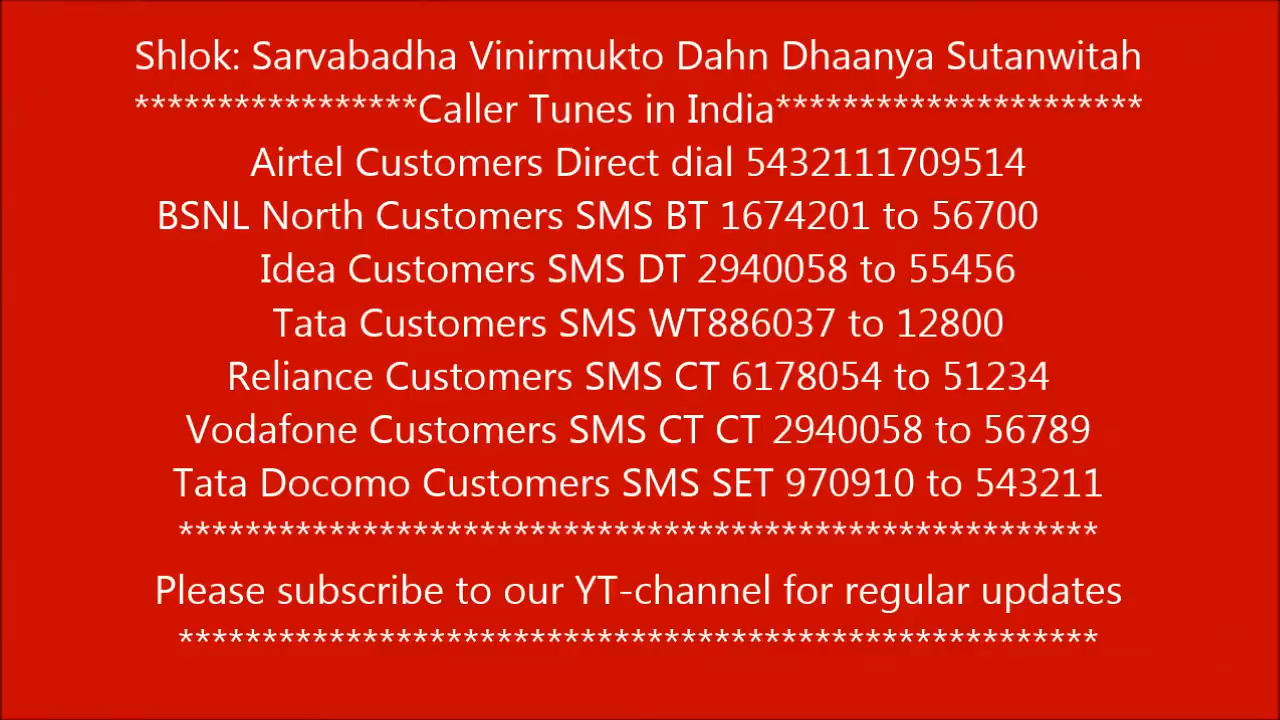 Shlok: Sarvabadha Vinirmukto Dahn Dhaanya Sutanwitah
*****************Caller Tunes in India**********************
Airtel Customers Direct dial 5432111709514
BSNL North Customers SMS BT 1674201 to 56700
Idea Customers SMS DT 2940058 to 55456
Tata Customers SMS WT886037 to 12800
Reliance Customers SMS CT 6178054 to 51234
Vodafone Customers SMS CT CT 2940058 to 56789
Tata Docomo Customers SMS SET 970910 to 543211
*******************************************************
Please subscribe to our YT-channel for regular updates
*******************************************************